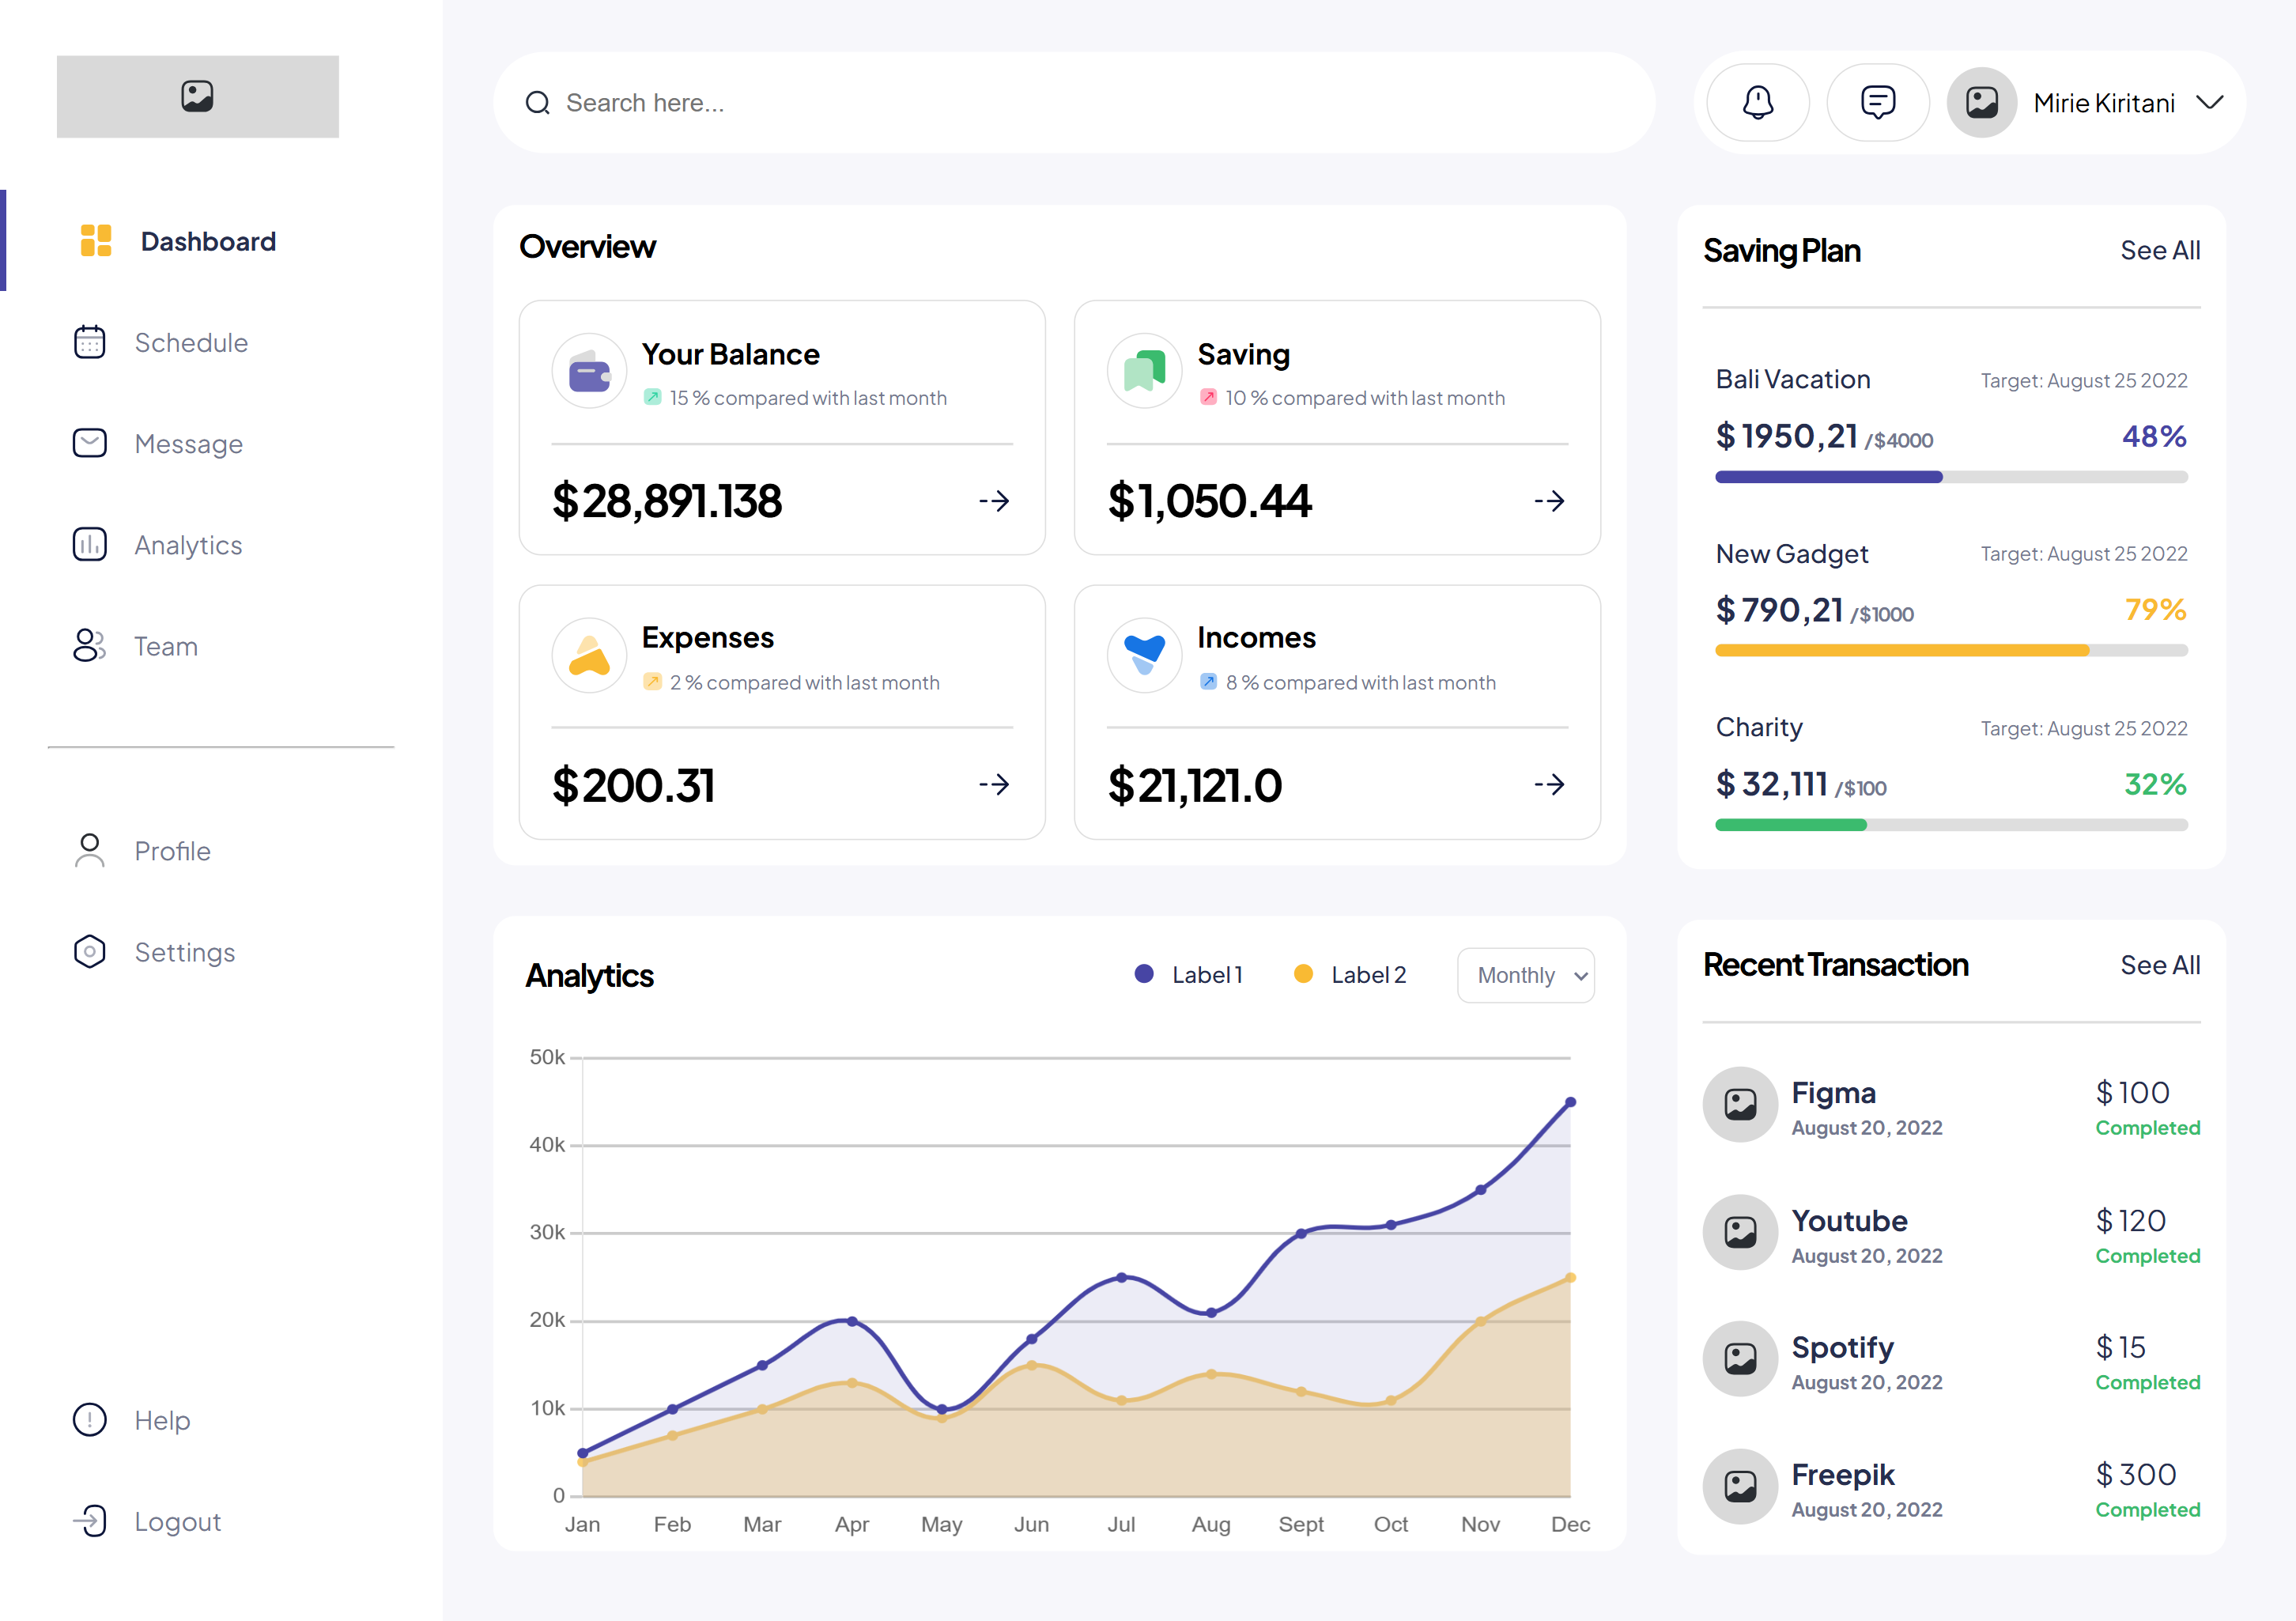 Search here...
Mirie Kiritani
Dashboard
Schedule
Message
Analytics
Team
Profile
Settings
Help
Logout
Overview
Your Balance
15 % compared with last month
$28,891.138
Saving
10 % compared with last month
$1,050.44
Expenses
2 % compared with last month
$200.31
Incomes
8 % compared with last month
$21,121.0
Saving Plan
See All
Bali Vacation
Target: August 25 2022
$ 1950,21 /$4000
48%
New Gadget
Target: August 25 2022
$ 790,21 /$1000
79%
Charity
Target: August 25 2022
$ 32,111 /$100
32%
Analytics
Label 1
Label 2
Monthly
50k
40k
30k
20k
10k
0
Jan Feb Mar Apr May Jun Jul Aug Sept Oct Nov Dec
Recent Transaction
See All
Figma
August 20, 2022
$ 100
Completed
Youtube
August 20, 2022
$ 120
Completed
Spotify
August 20, 2022
$ 15
Completed
Freepik
August 20, 2022
$ 300
Completed